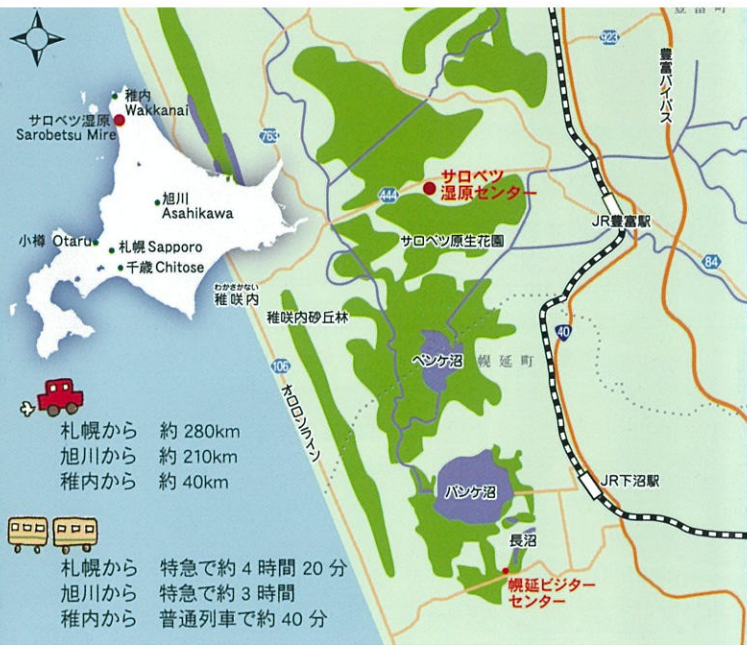 稚内
Wakkanai
サロベツ湿原
Sarobetsu Mire
旭川
Asahikawa
小樽 Otaru
札幌 Sapporo
千歳 Chitose
豊富町
923
豊富バイパス
763
444
サロベツ
湿原センター
JR豊富駅
サロベツ原生花園
84
わかさかない
稚咲内
稚咲内砂丘林
40
ペンケ沼
幌延町
106
オロロンライン
パンケ沼
JR下沼駅
長沼
幌延ビジター
センター
札幌から 約 280km
旭川から 約 210km
稚内から 約 40km
札幌から 特急で約 4 時間 20 分
旭川から 特急で約 3 時間
稚内から 普通列車で約 40 分